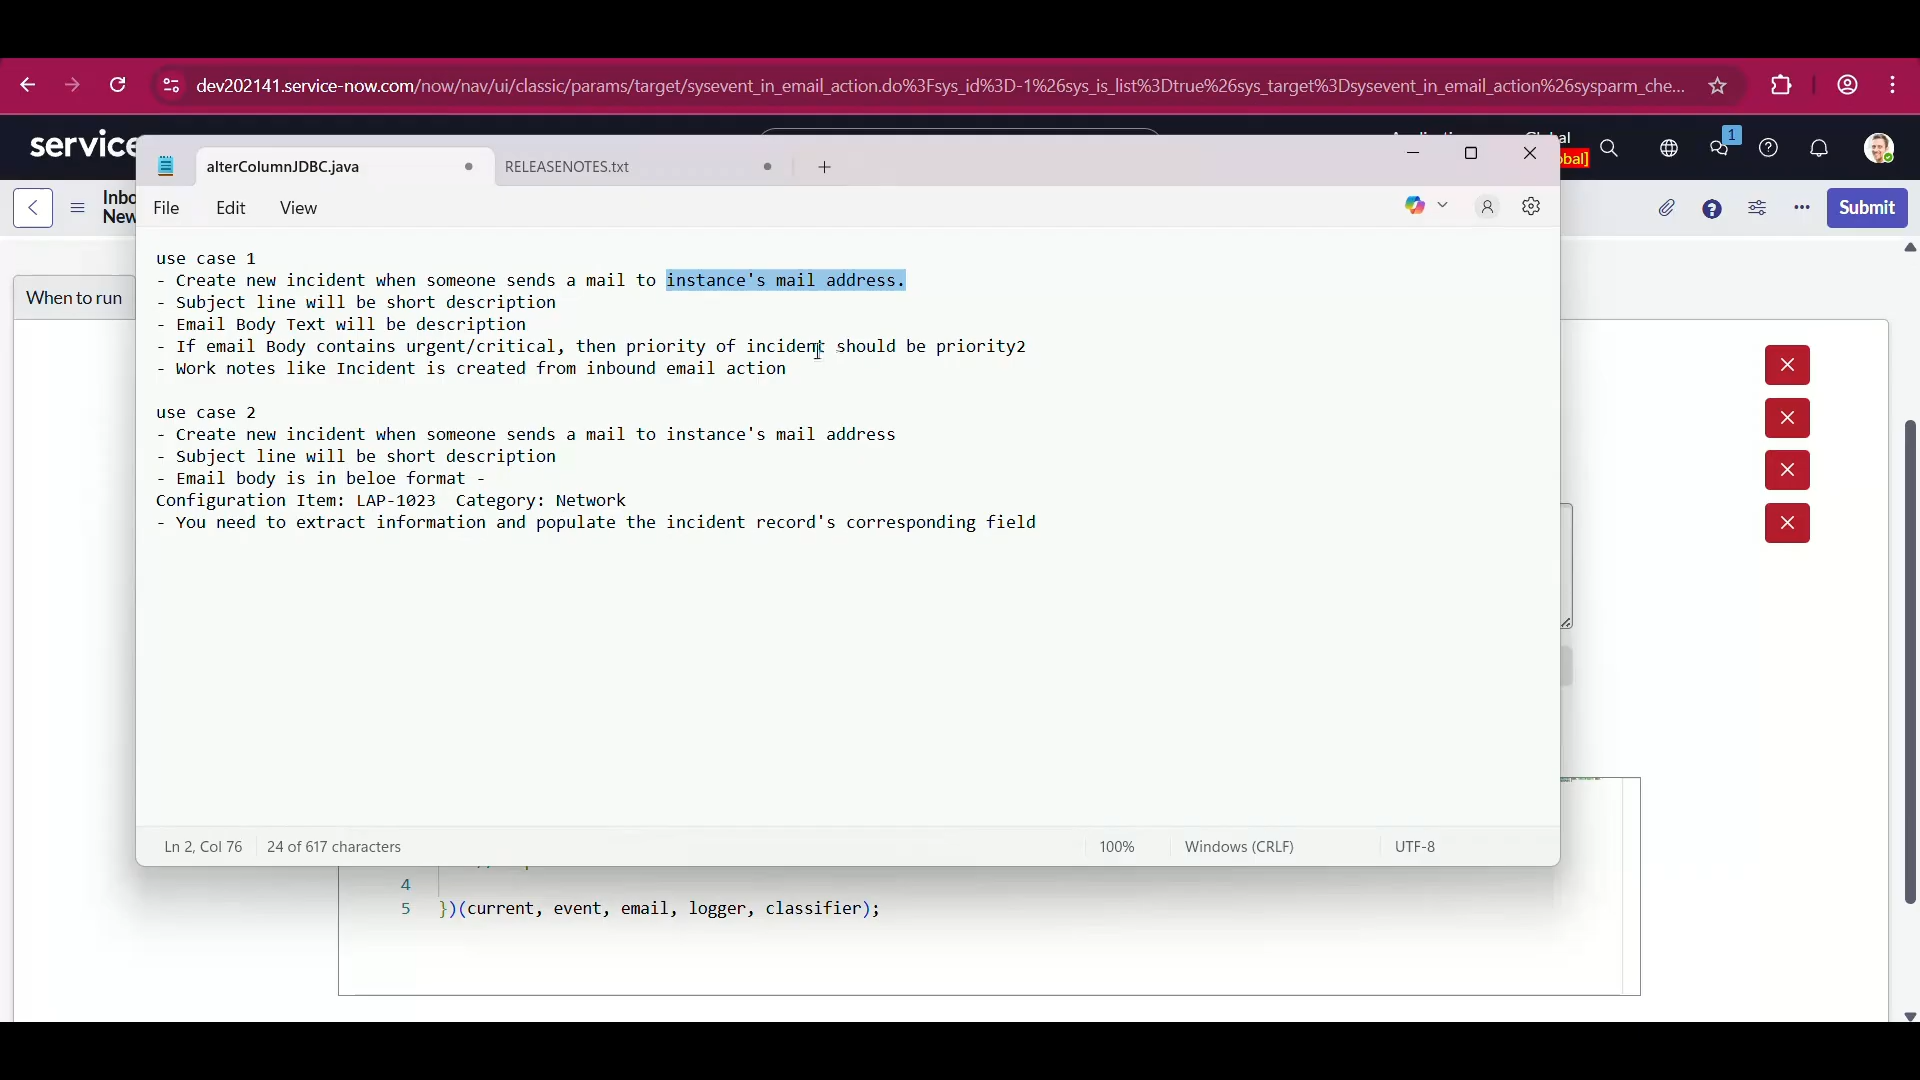 dev202141.service-now.com/now/nav/ui/classic/params/target/sysevent_in_email_action.do%3Fsys_id%3D-1%26sys_is_list%3Dtrue%26sys_target%3Dsysevent_in_email_action%26sysparm_che...
service
obal]
1
alterColumnJDBC.java
RELEASENOTES.txt
File
Edit
View
Submit
When to run
use case 1
- Create new incident when someone sends a mail to instance's mail address.
- Subject line will be short description
- Email Body Text will be description
- If email Body contains urgent/critical, then priority of incident should be priority2
- Work notes like Incident is created from inbound email action
use case 2
- Create new incident when someone sends a mail to instance's mail address
- Subject line will be short description
- Email body is in beloe format -
Configuration Item: LAP-1023  Category: Network
- You need to extract information and populate the incident record's corresponding field
Ln 2, Col 76
24 of 617 characters
100%
Windows (CRLF)
UTF-8
4
5 })(current, event, email, logger, classifier);